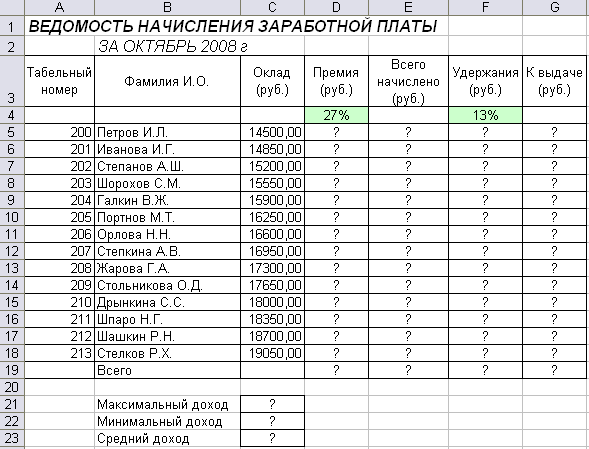 A B C D E F G
1 ВЕДОМОСТЬ НАЧИСЛЕНИЯ ЗАРАБОТНОЙ ПЛАТЫ
2 ЗА ОКТЯБРЬ 2008 г
3 Табельный номер Фамилия И.О. Оклад (руб.) Премия (руб.) Всего начислено (руб.) Удержания (руб.) К выдаче (руб.)
4 27% 13%
5 200 Петров И.Л. 14500,00 ? ? ? ?
6 201 Иванова И.Г. 14850,00 ? ? ? ?
7 202 Степанов А.Ш. 15200,00 ? ? ? ?
8 203 Шорохов С.М. 15550,00 ? ? ? ?
9 204 Галкин В.Ж. 15900,00 ? ? ? ?
10 205 Портнов М.Т. 16250,00 ? ? ? ?
11 206 Орлова Н.Н. 16600,00 ? ? ? ?
12 207 Степкина А.В. 16950,00 ? ? ? ?
13 208 Жарова Г.А. 17300,00 ? ? ? ?
14 209 Стольникова О.Д. 17650,00 ? ? ? ?
15 210 Дрынкина С.С. 18000,00 ? ? ? ?
16 211 Шпаро Н.Г. 18350,00 ? ? ? ?
17 212 Шашкин Р.Н. 18700,00 ? ? ? ?
18 213 Стелков Р.Х. 19050,00 ? ? ? ?
19 Всего ? ? ? ?
20
21 Максимальный доход ?
22 Минимальный доход ?
23 Средний доход ?